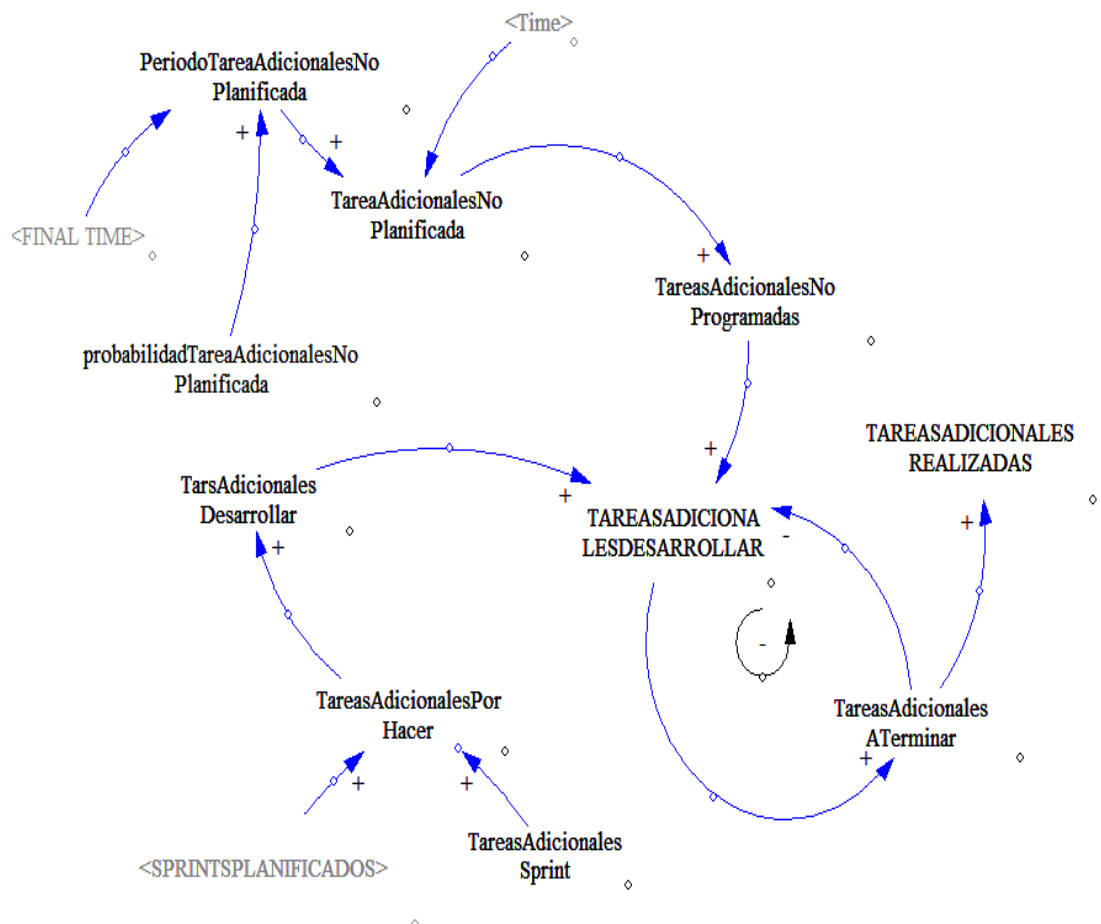 <Time>
PeriodoTareaAdicionalesNo
Planificada
+
+
TareaAdicionalesNo
Planificada
<FINAL TIME>
+
TareasAdicionalesNo
Programadas
probabilidadTareaAdicionalesNo
Planificada
TAREASADICIONALES
REALIZADAS
+
TarsAdicionales
Desarrollar
+
+
TAREASADICIONA
LESDESARROLLAR
-
+
+
-
TareasAdicionalesPor
Hacer
TareasAdicionales
ATerminar
+
+
+
TareasAdicionales
Sprint
<SPRINTSPLANIFICADOS>